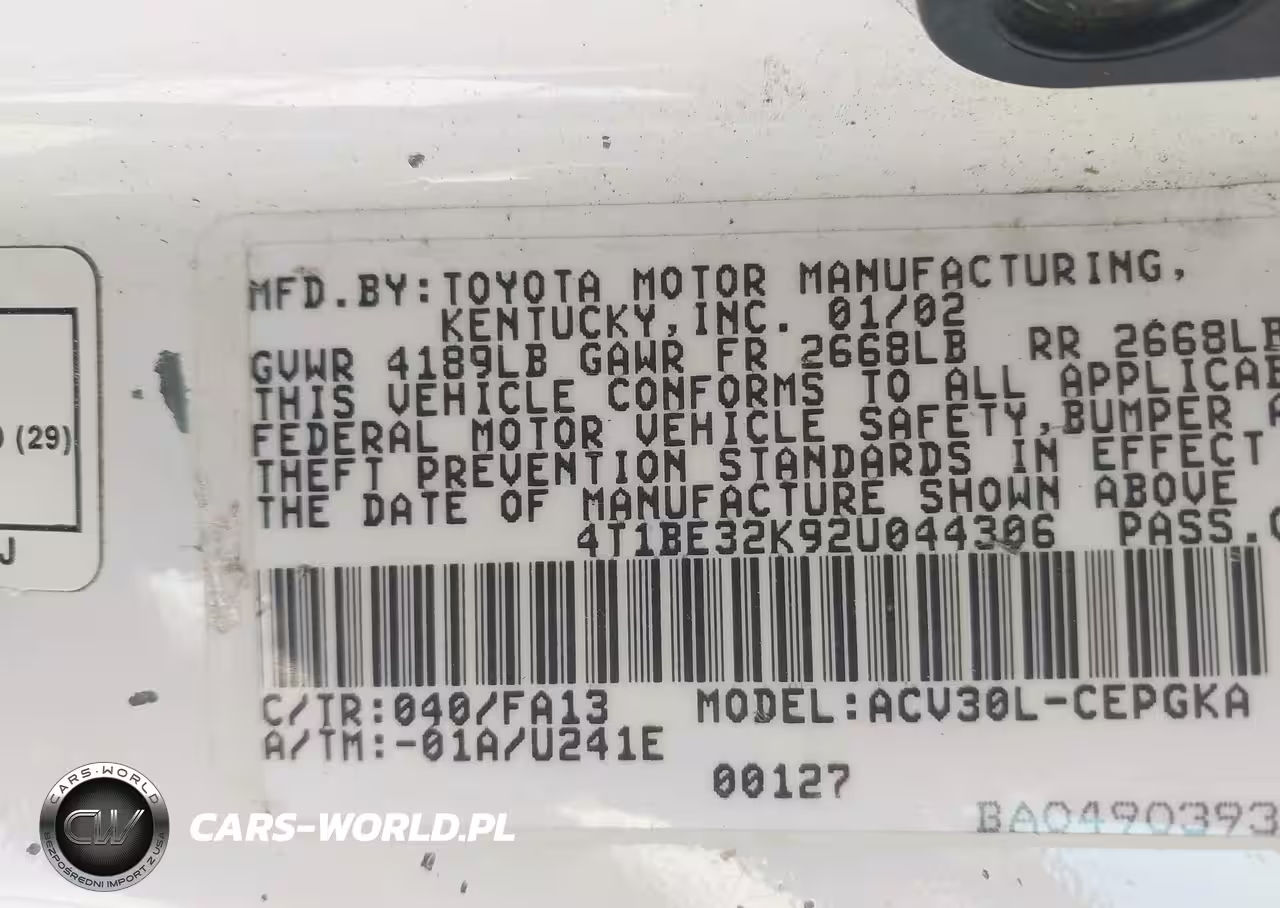 MFD.BY:TOYOTA MOTOR MANUFACTURING,
KENTUCKY,INC. 01/02
GVWR 4189LB GAWR FR 2668LB RR 2668LB
THIS VEHICLE CONFORMS TO ALL APPLICAB
FEDERAL MOTOR VEHICLE SAFETY,BUMPER A
THEFT PREVENTION STANDARDS IN EFFECT
THE DATE OF MANUFACTURE SHOWN ABOVE
4T1BE32K92U044306 PASS.C
C/TR:040/FA13 MODEL:ACV30L-CEPGKA
A/TM:-01A/U241E
00127
BA0490393
(29)
J
CARS-WORLD
CW
BEZPOŚREDNI IMPORT Z USA
CARS-WORLD.PL